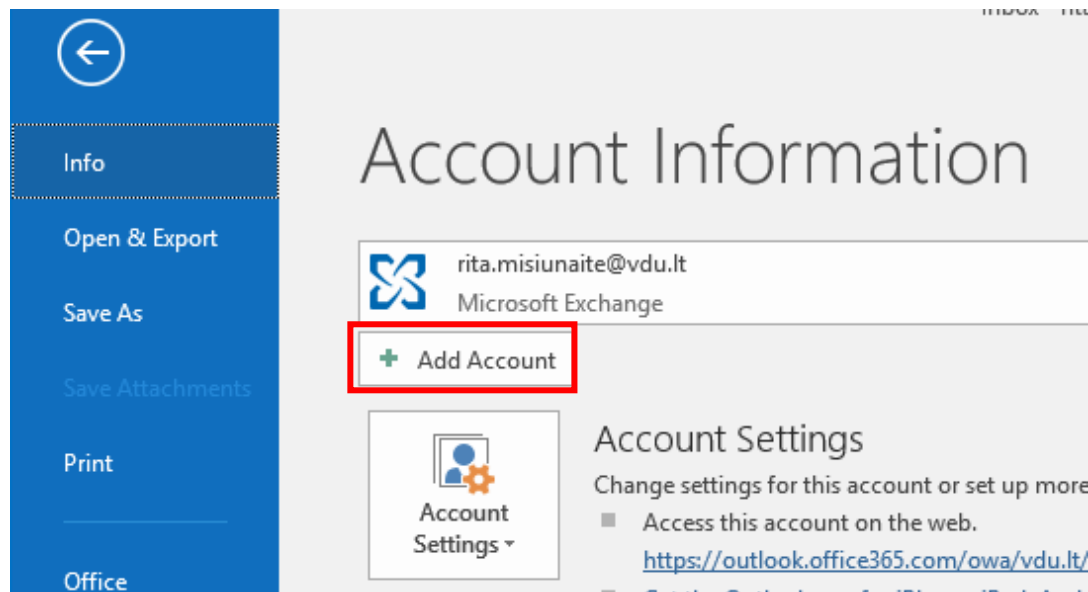 Info
Open & Export
Save As
Save Attachments
Print
Office
Account Information
rita.misiunaite@vdu.lt
Microsoft Exchange
Add Account
Account
Settings
Account Settings
Change settings for this account or set up more
Access this account on the web.
https://outlook.office365.com/owa/vdu.lt/